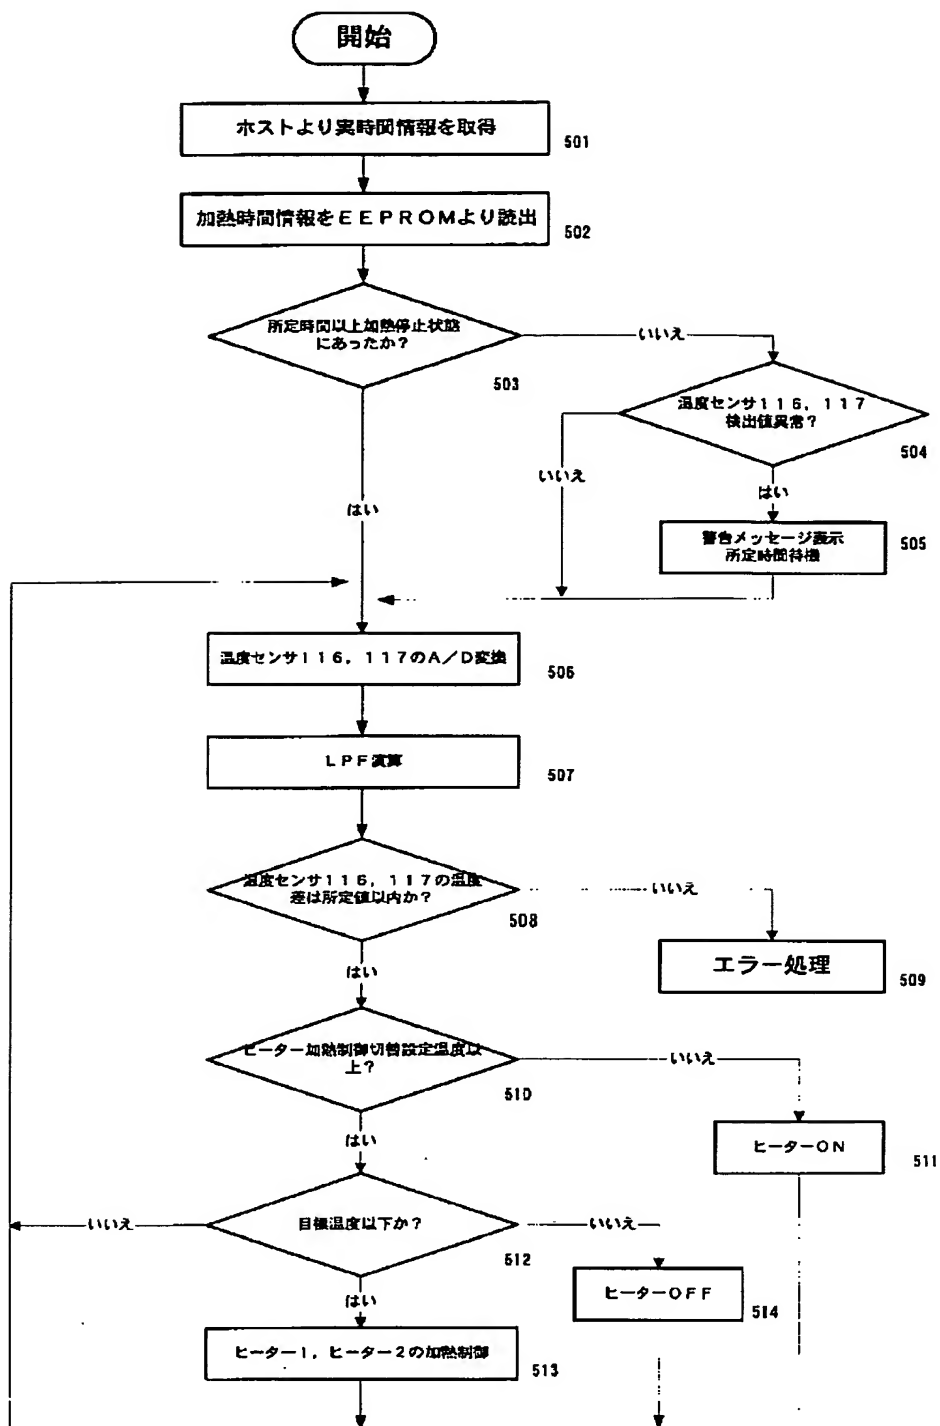 開始
ホストより実時間情報を取得
501
加熱時間情報をEEPROMより読出
502
所定時間以上加熱停止状態
にあったか?
503
いいえ
温度センサ116,117
検出値異常?
504
いいえ
はい
はい
警告メッセージ表示
所定時間待機
505
温度センサ116,117のA/D変換
506
LPF演算
507
温度センサ116,117の温度
差は所定値以内か?
508
いいえ
エラー処理
509
はい
ヒーター加熱制御切替設定温度以
上?
510
いいえ
ヒーターON
511
はい
目標温度以下か?
512
いいえ
いいえ
ヒーターOFF
514
はい
ヒーター1,ヒーター2の加熱制御
513